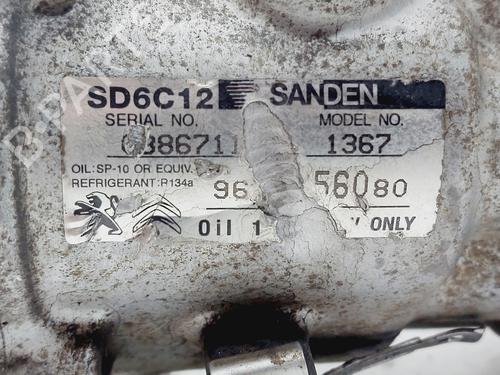 SD6C12 SANDEN
SERIAL NO. MODEL NO.
1367
OIL:SP-10 OR EQUIV.
REFRIGERANT:R134a
96 56080
Oil 1 ONLY